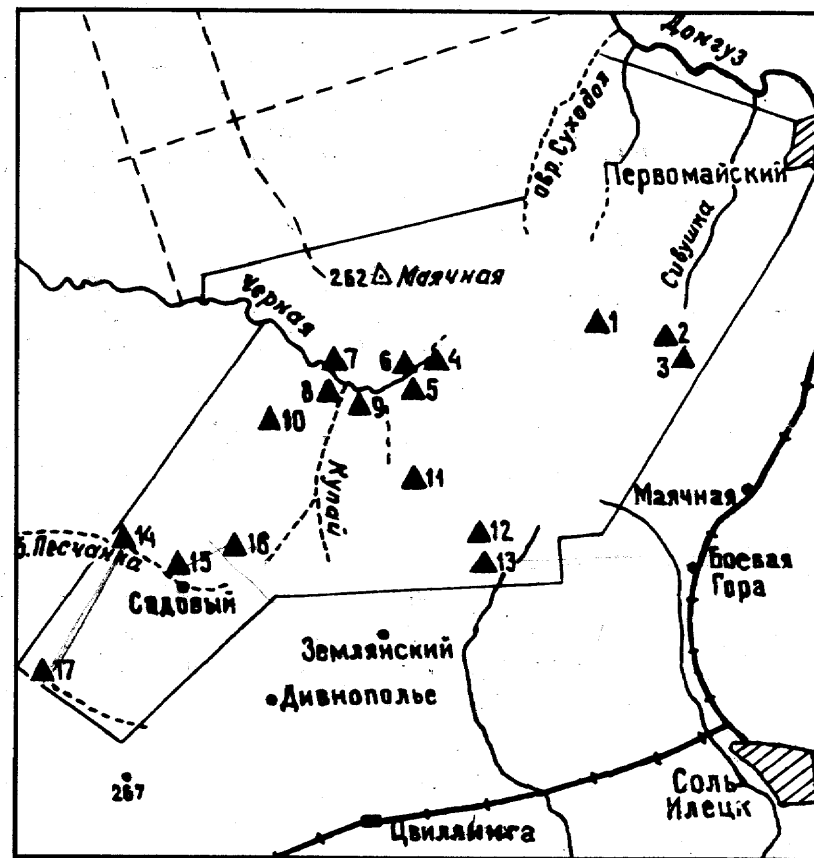 Донгуз
овр. Суходол
Первомайский
Сивушка
262 Маячная
Черная
1
2
3
7
6
4
8
5
9
10
Купай
11
Маячная
12
14
16
б. Песчанка
15
13
Боевая
Гора
Садовый
Землянский
17
Дивнополье
267
Соль
Илецк
Цвиллинга